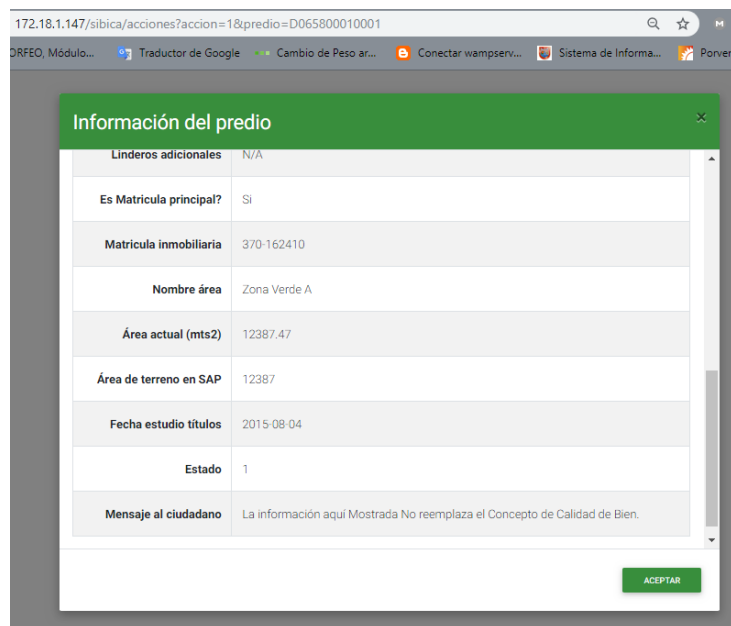 172.18.1.147/sibica/acciones?accion=1&predio=D065800010001
ORFEO, Módulo... Traductor de Google Cambio de Peso ar... Conectar wampserv... Sistema de Informa... Porver
Información del predio ×
Linderos adicionales N/A
Es Matricula principal? Si
Matricula inmobiliaria 370-162410
Nombre área Zona Verde A
Área actual (mts2) 12387.47
Área de terreno en SAP 12387
Fecha estudio títulos 2015-08-04
Estado 1
Mensaje al ciudadano La información aquí Mostrada No reemplaza el Concepto de Calidad de Bien.
ACEPTAR